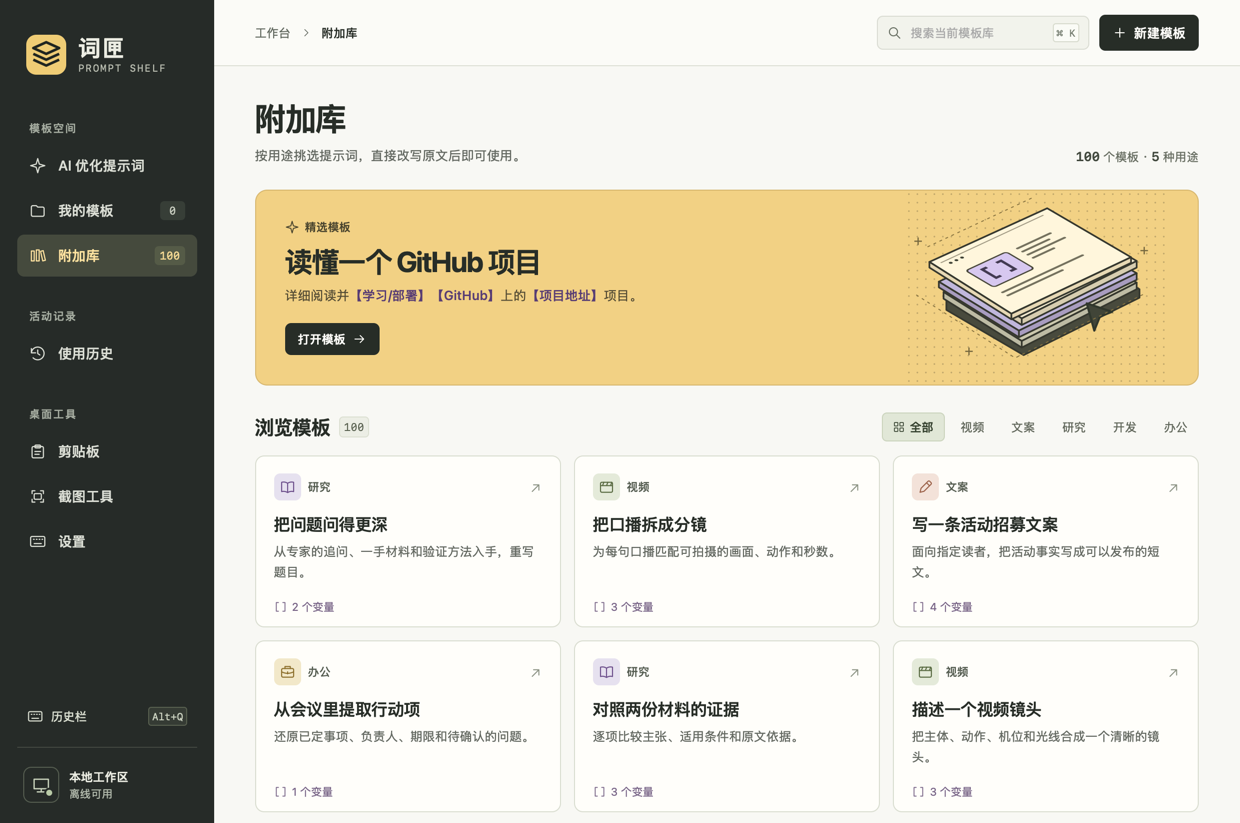 词匣
PROMPT SHELF
模板空间
AI 优化提示词
我的模板 0
附加库 100
活动记录
使用历史
桌面工具
剪贴板
截图工具
设置
历史栏 Alt+Q
本地工作区
离线可用
工作台 > 附加库
搜索当前模板库 ⌘ K
+ 新建模板
附加库
按用途挑选提示词，直接改写原文后即可使用。
100 个模板 · 5 种用途
精选模板
读懂一个 GitHub 项目
详细阅读并【学习/部署】【GitHub】上的【项目地址】项目。
打开模板 →
浏览模板 100
全部 视频 文案 研究 开发 办公
研究
把问题问得更深
从专家的追问、一手材料和验证方法入手，重写
题目。
[] 2 个变量
视频
把口播拆成分镜
为每句口播匹配可拍摄的画面、动作和秒数。
[] 3 个变量
文案
写一条活动招募文案
面向指定读者，把活动事实写成可以发布的短
文。
[] 4 个变量
办公
从会议里提取行动项
还原已定事项、负责人、期限和待确认的问题。
[] 1 个变量
研究
对照两份材料的证据
逐项比较主张、适用条件和原文依据。
[] 3 个变量
视频
描述一个视频镜头
把主体、动作、机位和光线合成一个清晰的镜
头。
[] 3 个变量